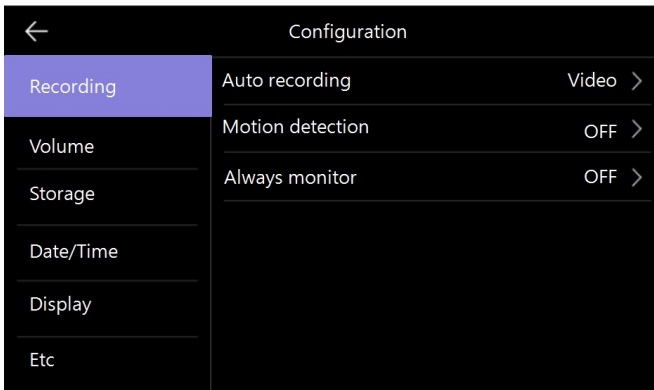 Configuration
Recording
Volume
Storage
Date/Time
Display
Etc
Auto recording Video
Motion detection OFF
Always monitor OFF